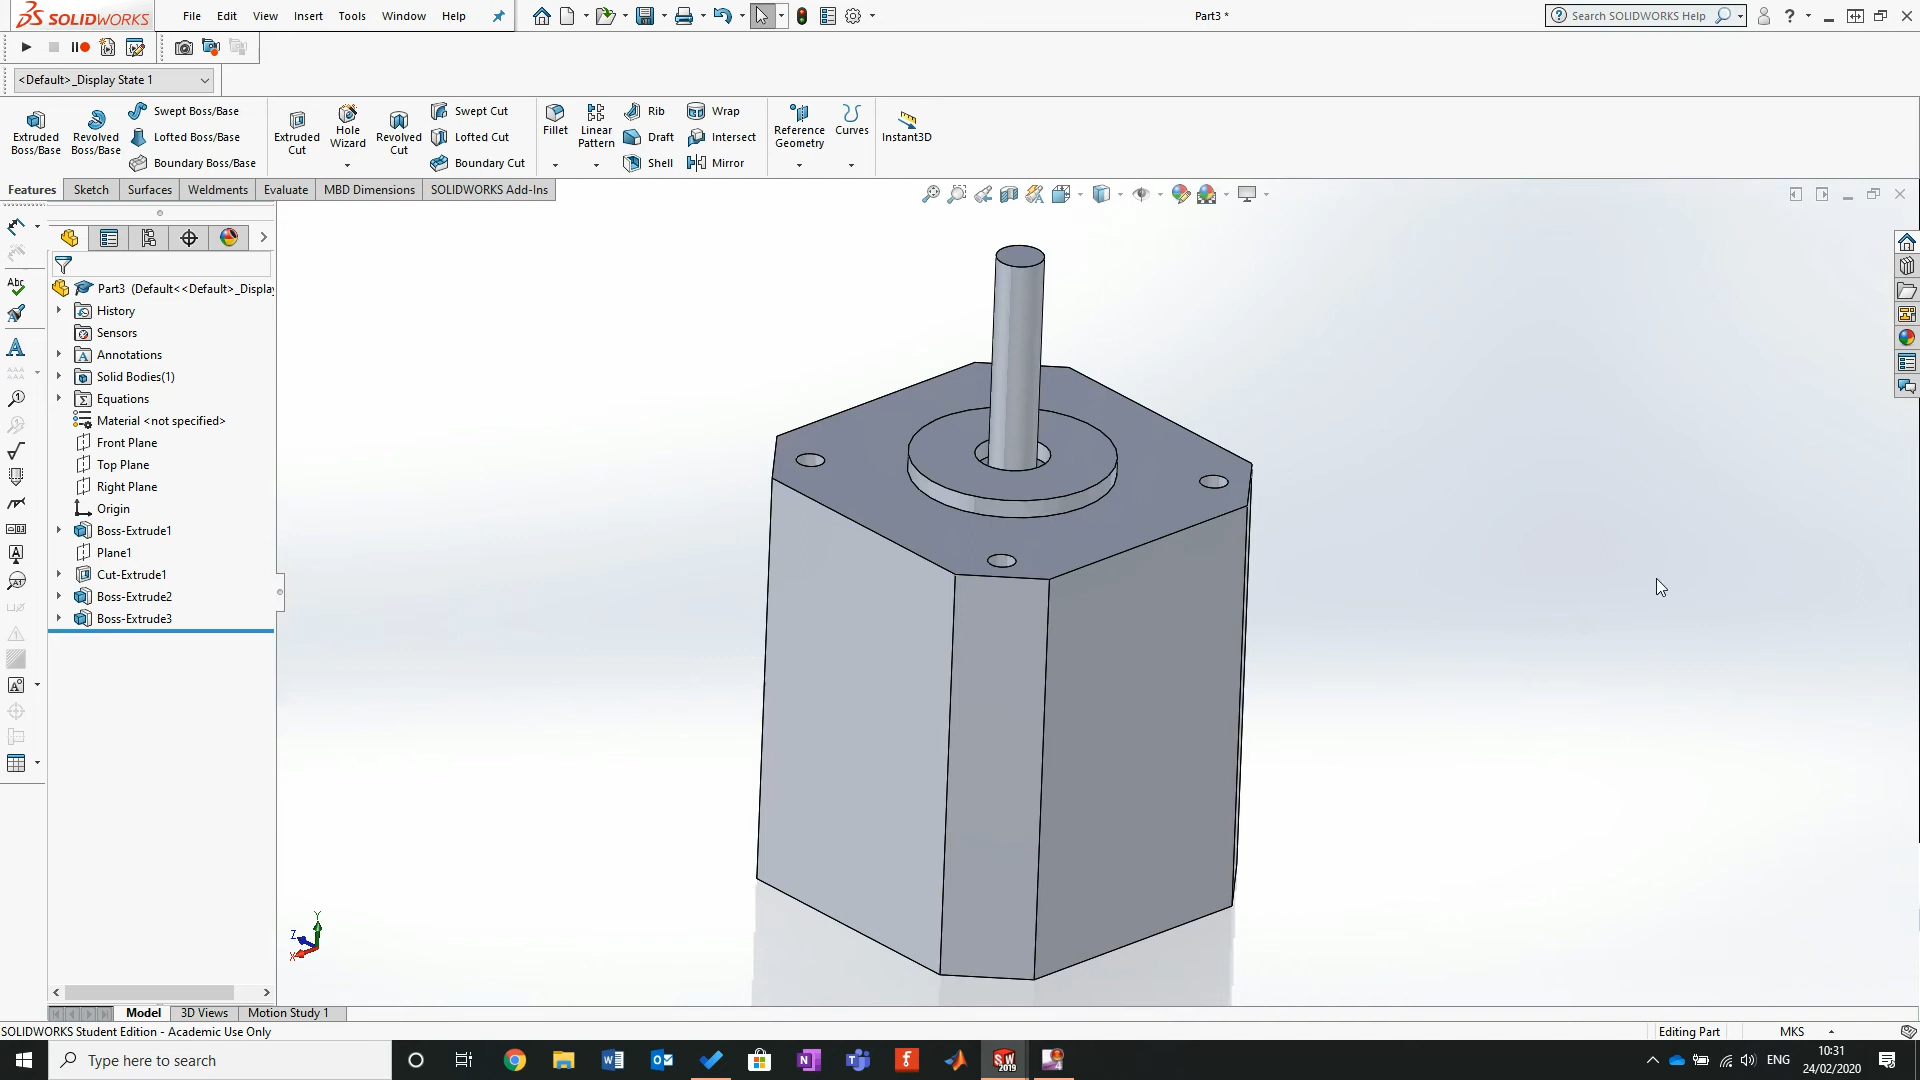 SOLIDWORKS
File Edit View Insert Tools Window Help
Part3 *
Search SOLIDWORKS Help
<Default>_Display State 1
Extruded Boss/Base
Revolved Boss/Base
Swept Boss/Base
Lofted Boss/Base
Boundary Boss/Base
Extruded Cut
Hole Wizard
Revolved Cut
Swept Cut
Lofted Cut
Boundary Cut
Fillet
Linear Pattern
Rib
Draft
Shell
Wrap
Intersect
Mirror
Reference Geometry
Curves
Instant3D
Features Sketch Surfaces Weldments Evaluate MBD Dimensions SOLIDWORKS Add-Ins
Part3 (Default<<Default>_Displa
History
Sensors
Annotations
Solid Bodies(1)
Equations
Material <not specified>
Front Plane
Top Plane
Right Plane
Origin
Boss-Extrude1
Plane1
Cut-Extrude1
Boss-Extrude2
Boss-Extrude3
Y
Z
X
Model 3D Views Motion Study 1
SOLIDWORKS Student Edition - Academic Use Only
Editing Part
MKS
Type here to search
ENG
10:31
24/02/2020